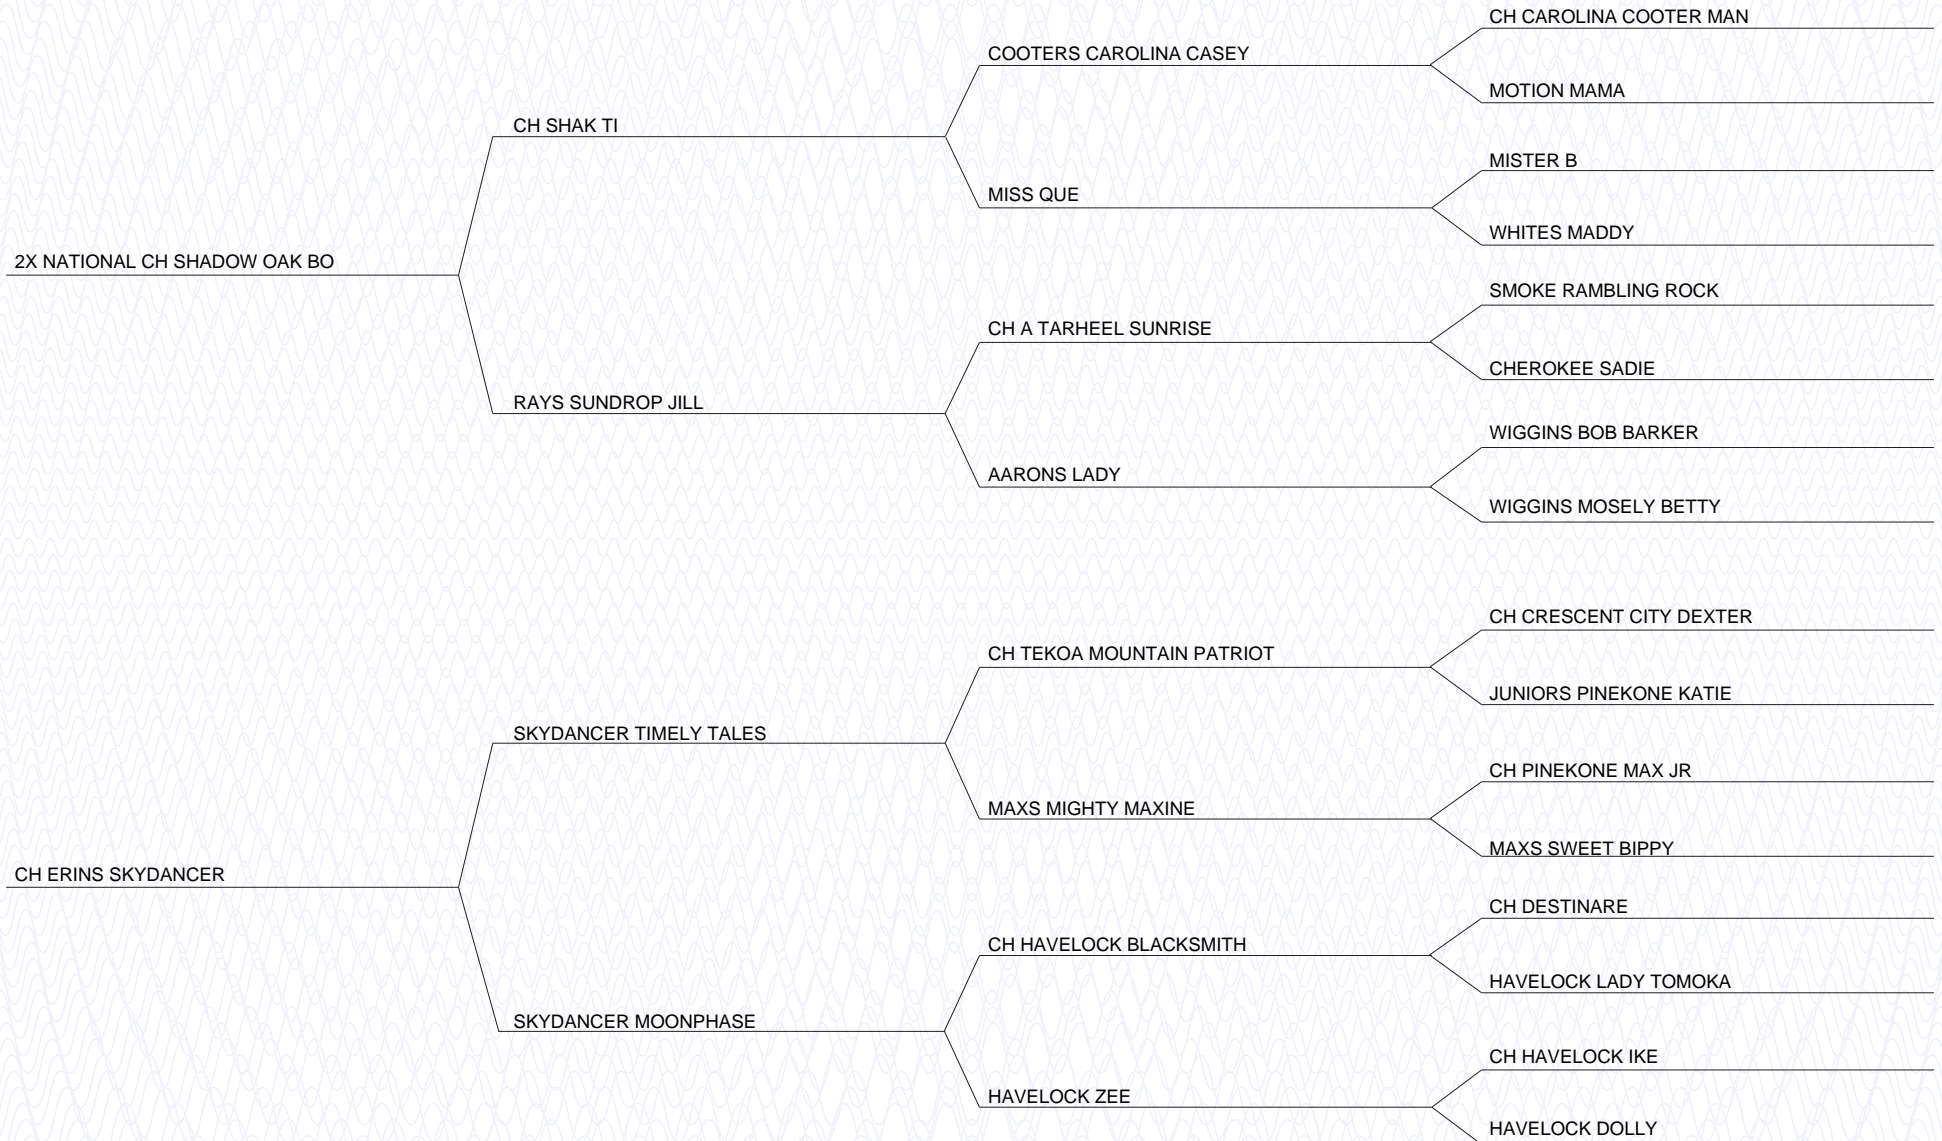 CH CAROLINA COOTER MAN
COOTERS CAROLINA CASEY
MOTION MAMA
CH SHAK TI
MISTER B
MISS QUE
WHITES MADDY
2X NATIONAL CH SHADOW OAK BO
SMOKE RAMBLING ROCK
CH A TARHEEL SUNRISE
CHEROKEE SADIE
RAYS SUNDROP JILL
WIGGINS BOB BARKER
AARONS LADY
WIGGINS MOSELY BETTY
CH CRESCENT CITY DEXTER
CH TEKOA MOUNTAIN PATRIOT
JUNIORS PINEKONE KATIE
SKYDANCER TIMELY TALES
CH PINEKONE MAX JR
MAXS MIGHTY MAXINE
MAXS SWEET BIPPY
CH ERINS SKYDANCER
CH DESTINARE
CH HAVELOCK BLACKSMITH
HAVELOCK LADY TOMOKA
SKYDANCER MOONPHASE
CH HAVELOCK IKE
HAVELOCK ZEE
HAVELOCK DOLLY